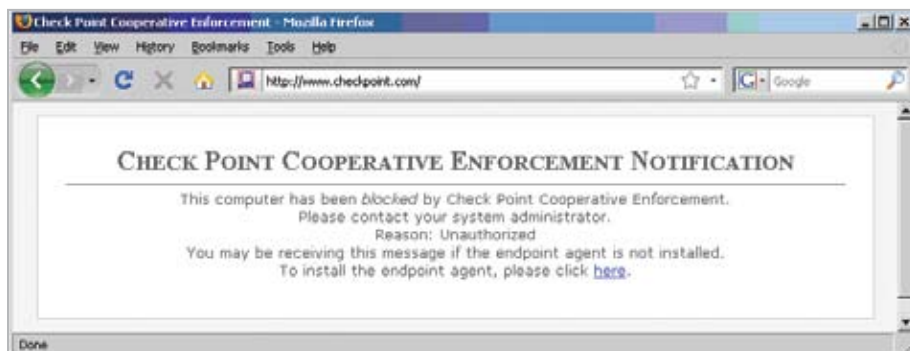 Check Point Cooperative Enforcement - Mozilla Firefox
File Edit View History Bookmarks Tools Help
http://www.checkpoint.com/
G Google
CHECK POINT COOPERATIVE ENFORCEMENT NOTIFICATION
This computer has been blocked by Check Point Cooperative Enforcement.
Please contact your system administrator.
Reason: Unauthorized
You may be receiving this message if the endpoint agent is not installed.
To install the endpoint agent, please click here.
Done